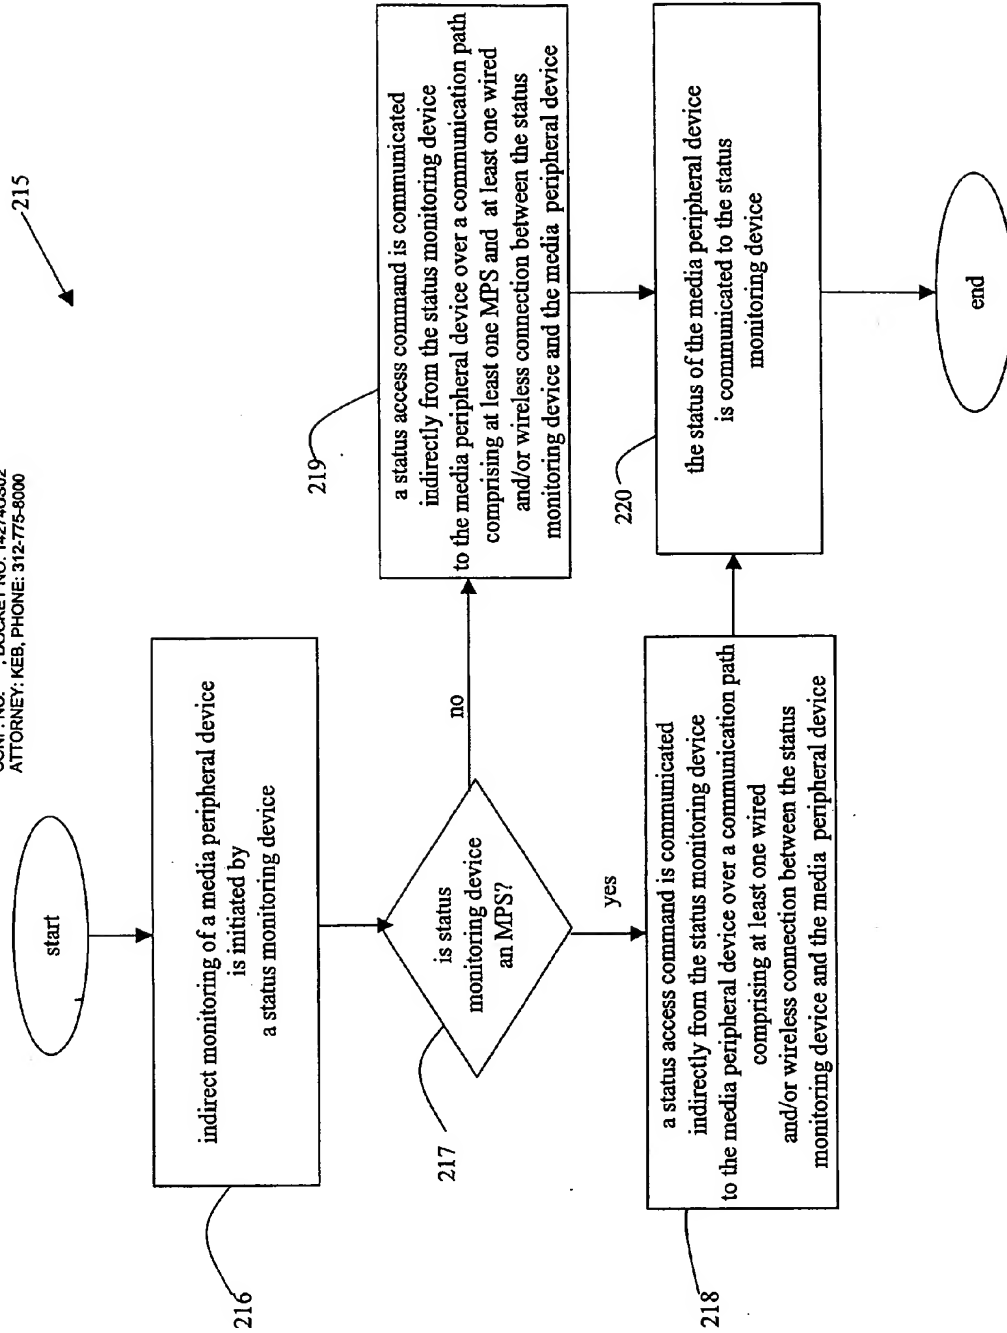 ATTORNEY: KEB, PHONE: 312-775-8000
215
start
216
indirect monitoring of a media peripheral device
is initiated by
a status monitoring device
217
is status
monitoring device
an MPS?
no
yes
219
a status access command is communicated
indirectly from the status monitoring device
to the media peripheral device over a communication path
comprising at least one MPS and at least one wired
and/or wireless connection between the status
monitoring device and the media peripheral device
218
a status access command is communicated
indirectly from the status monitoring device
to the media peripheral device over a communication path
comprising at least one wired
and/or wireless connection between the status
monitoring device and the media peripheral device
220
the status of the media peripheral device
is communicated to the status
monitoring device
end